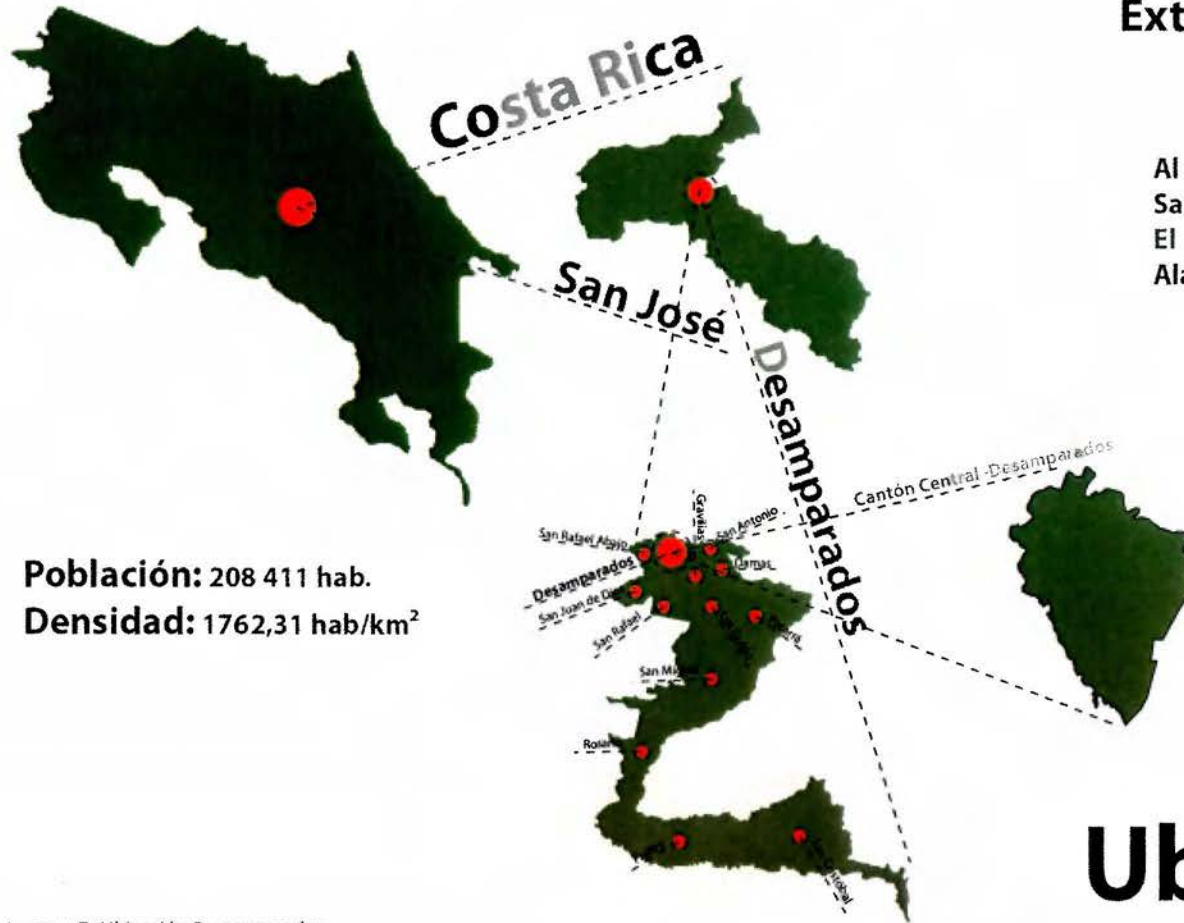 Ext
Costa Rica
Al
Sa
El
Ala
San José
Desamparados
Cantón Central -Desamparados
Gravilias
San Antonio
San Rafael Abajo
Damas
Desamparados
San Juan de Dios
San Rafael
San Miguel
Rosario
San Cristóbal
Población: 208 411 hab.
Densidad: 1762,31 hab/km²
Ub